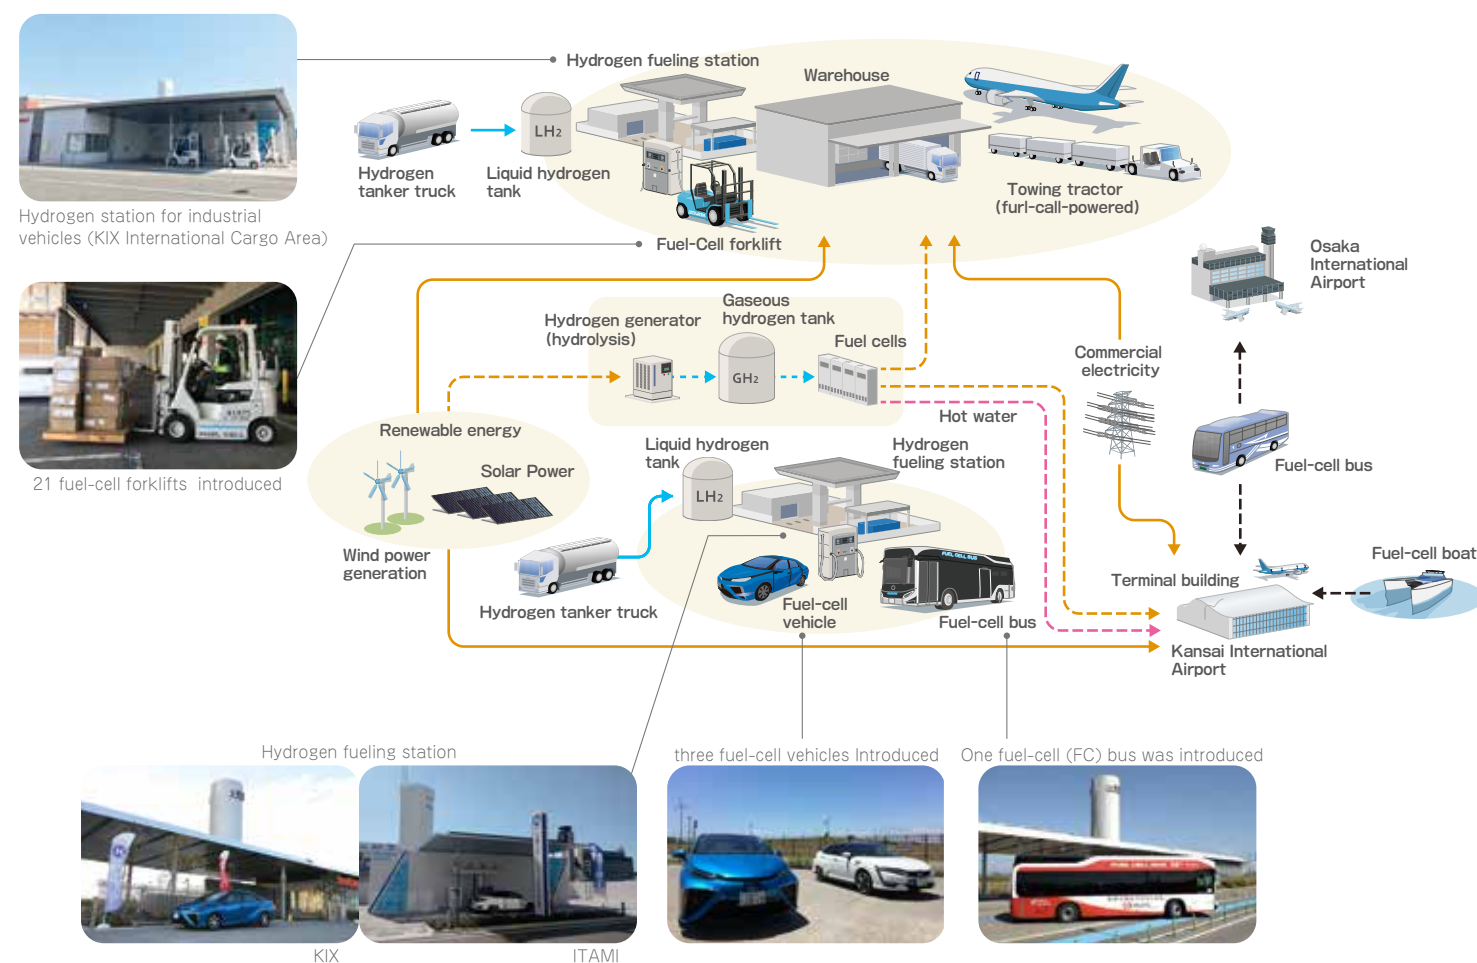 Hydrogen fueling station
Warehouse
LH2
Hydrogen
tanker truck
Liquid hydrogen
tank
Towing tractor
(furl-call-powered)
Hydrogen station for industrial
vehicles (KIX International Cargo Area)
Fuel-Cell forklift
Osaka
International
Airport
Gaseous
hydrogen tank
Hydrogen generator
(hydrolysis)
Fuel cells
GH2
Commercial
electricity
Hot water
Renewable energy
Solar Power
Wind power
generation
21 fuel-cell forklifts introduced
Liquid hydrogen
tank
Hydrogen
fueling station
LH2
FUEL CELL BUS
Fuel-cell bus
Hydrogen tanker truck
Fuel-cell
vehicle
Fuel-cell bus
Terminal building
Fuel-cell boat
Kansai International
Airport
Hydrogen fueling station
three fuel-cell vehicles Introduced
One fuel-cell (FC) bus was introduced
KIX
ITAMI